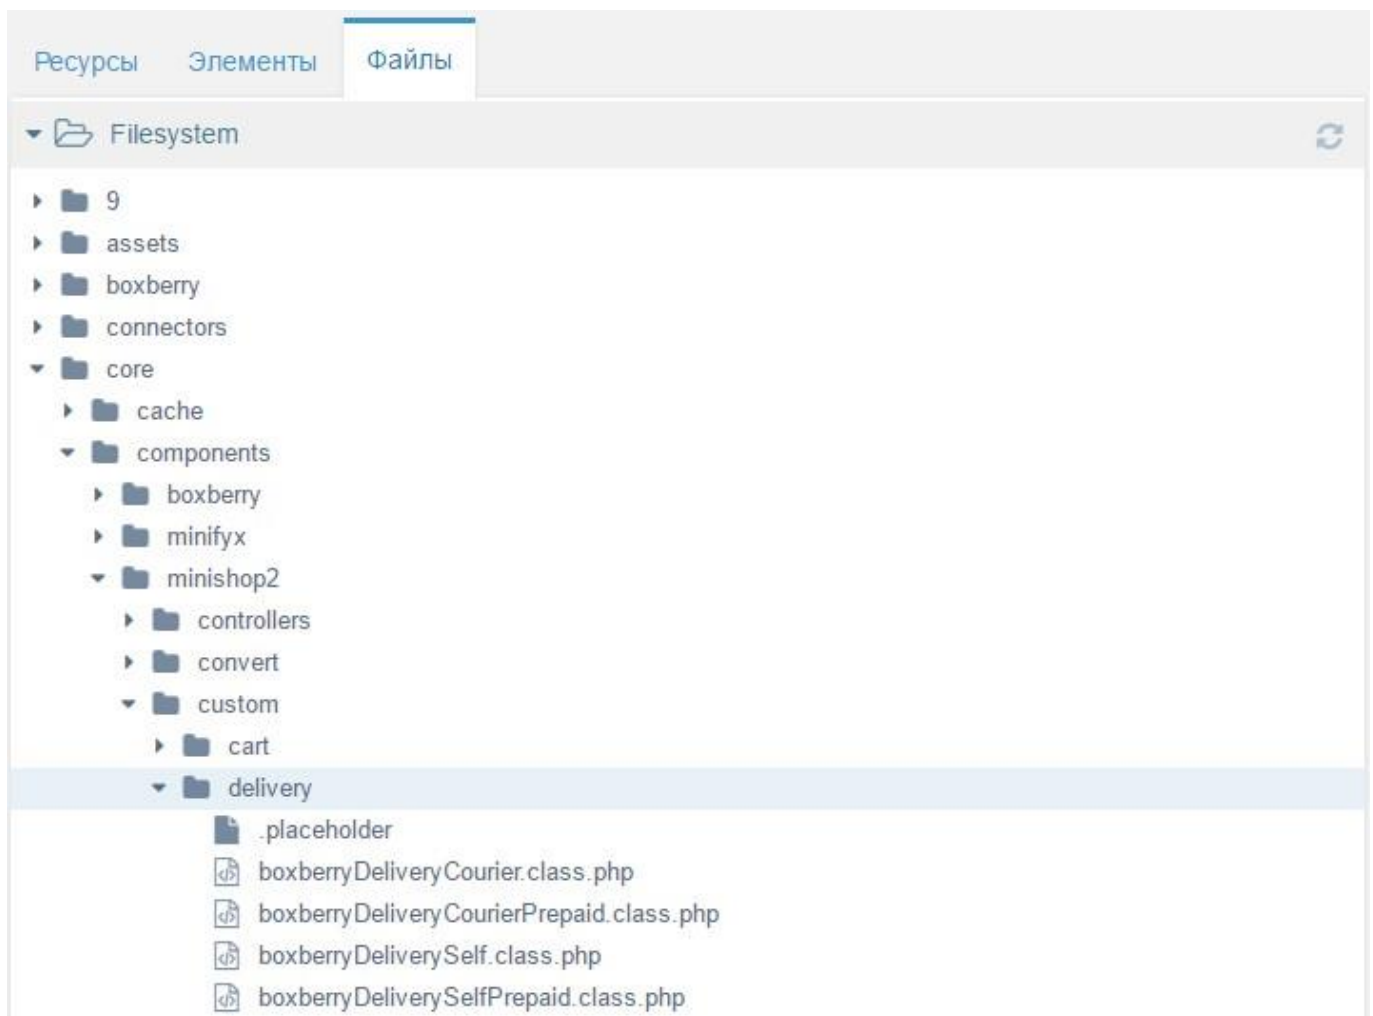 Ресурсы Элементы Файлы
Filesystem
9
assets
boxberry
connectors
core
cache
components
boxberry
minifyx
minishop2
controllers
convert
custom
cart
delivery
.placeholder
boxberryDeliveryCourier.class.php
boxberryDeliveryCourierPrepaid.class.php
boxberryDeliverySelf.class.php
boxberryDeliverySelfPrepaid.class.php